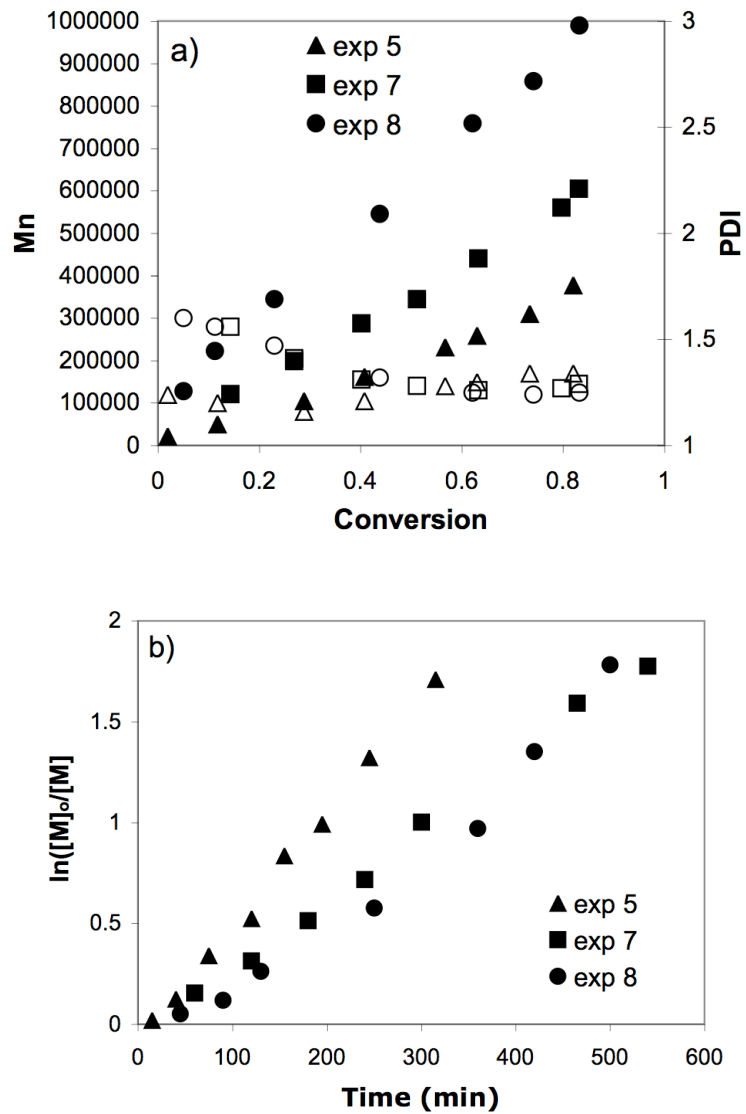 a)
exp 5
exp 7
exp 8
1000000
900000
800000
700000
600000
500000
400000
300000
200000
100000
0
Mn
3
2.5
2
1.5
1
PDI
0 0.2 0.4 0.6 0.8 1
Conversion
b)
2
1.5
1
0.5
0
ln([M]₀/[M]
exp 5
exp 7
exp 8
0 100 200 300 400 500 600
Time (min)